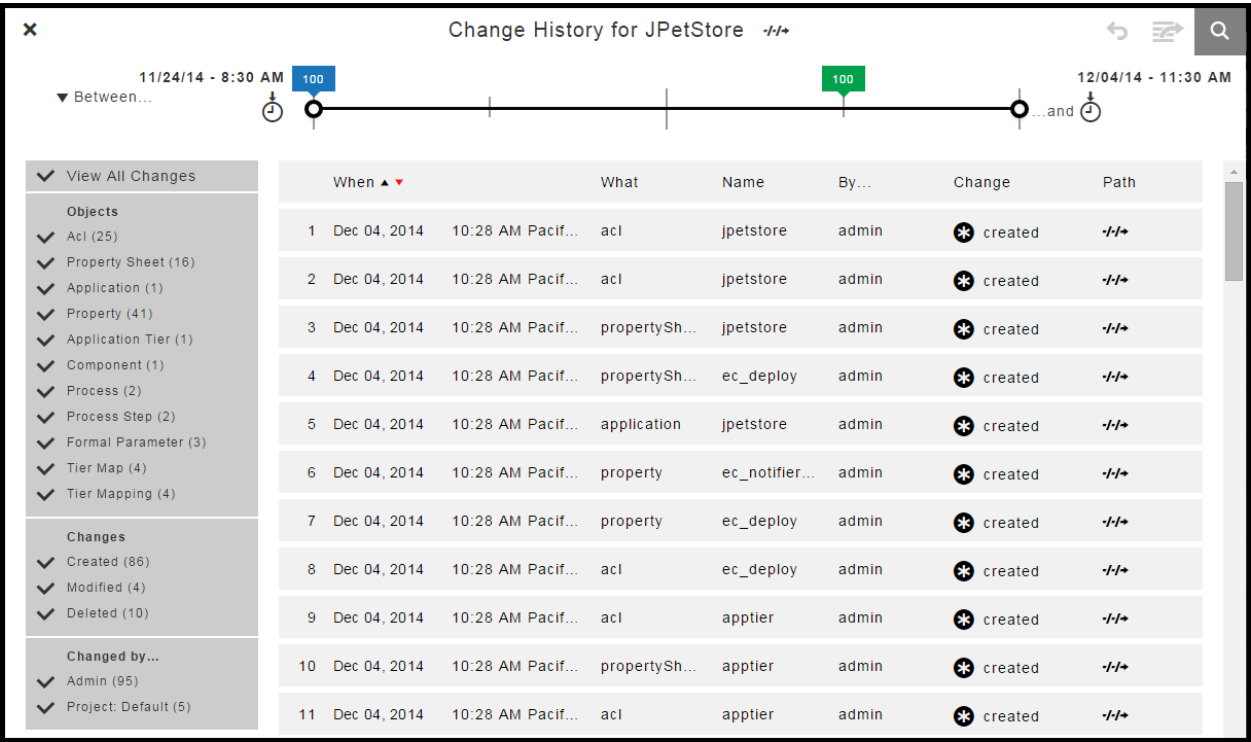 Change History for JPetStore
11/24/14 - 8:30 AM 100 100 12/04/14 - 11:30 AM
Between... ...and
View All Changes
Objects
Acl (25)
Property Sheet (16)
Application (1)
Property (41)
Application Tier (1)
Component (1)
Process (2)
Process Step (2)
Formal Parameter (3)
Tier Map (4)
Tier Mapping (4)
Changes
Created (86)
Modified (4)
Deleted (10)
Changed by...
Admin (95)
Project: Default (5)
When What Name By... Change Path
1 Dec 04, 2014 10:28 AM Pacif... acl jpetstore admin created
2 Dec 04, 2014 10:28 AM Pacif... acl jpetstore admin created
3 Dec 04, 2014 10:28 AM Pacif... propertySh... jpetstore admin created
4 Dec 04, 2014 10:28 AM Pacif... propertySh... ec_deploy admin created
5 Dec 04, 2014 10:28 AM Pacif... application jpetstore admin created
6 Dec 04, 2014 10:28 AM Pacif... property ec_notifier... admin created
7 Dec 04, 2014 10:28 AM Pacif... property ec_deploy admin created
8 Dec 04, 2014 10:28 AM Pacif... acl ec_deploy admin created
9 Dec 04, 2014 10:28 AM Pacif... acl apptier admin created
10 Dec 04, 2014 10:28 AM Pacif... propertySh... apptier admin created
11 Dec 04, 2014 10:28 AM Pacif... acl apptier admin created